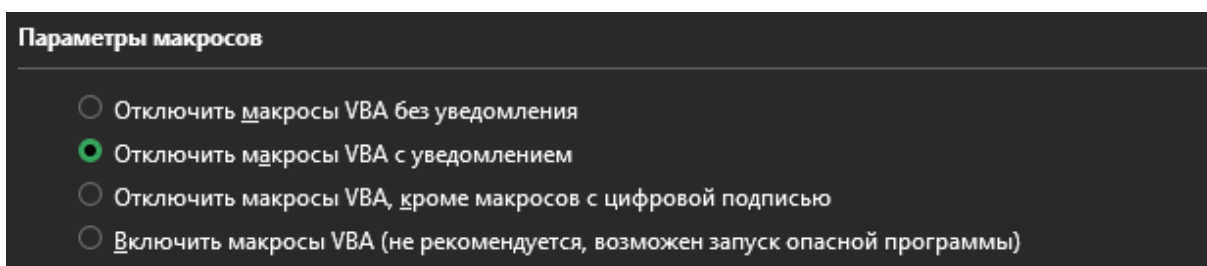 Параметры макросов
Отключить макросы VBA без уведомления
Отключить макросы VBA с уведомлением
Отключить макросы VBA, кроме макросов с цифровой подписью
Включить макросы VBA (не рекомендуется, возможен запуск опасной программы)